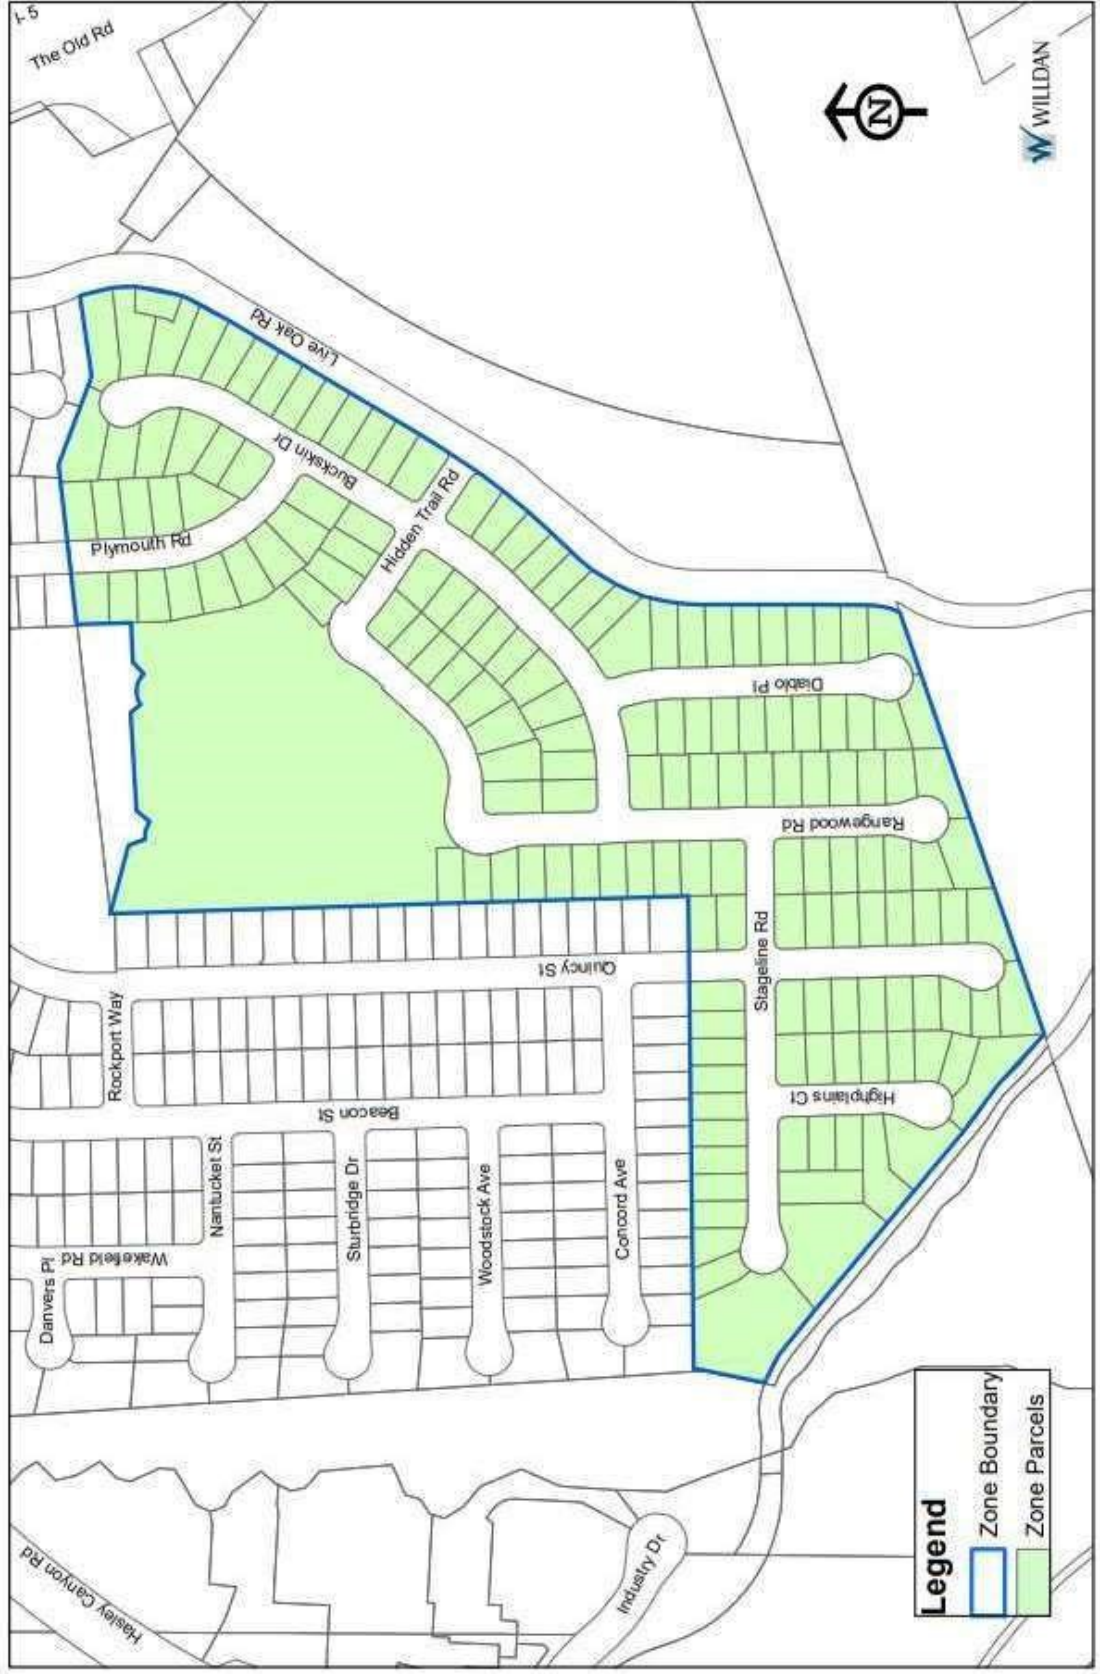 I- 5
The Old Rd
Live Oak Rd
Buckskin Dr
Plymouth Rd
Hidden Trail Rd
Diablo Pl
Rangewood Rd
Stageline Rd
Quincy St
Rockport Way
Beacon St
Highplains Ct
Nantucket St
Sturbridge Dr
Woodstock Ave
Concord Ave
Wakefield Rd
Danvers Pl
Hasley Canyon Rd
Industry Dr
N
W WILLDAN
Legend
Zone Boundary
Zone Parcels